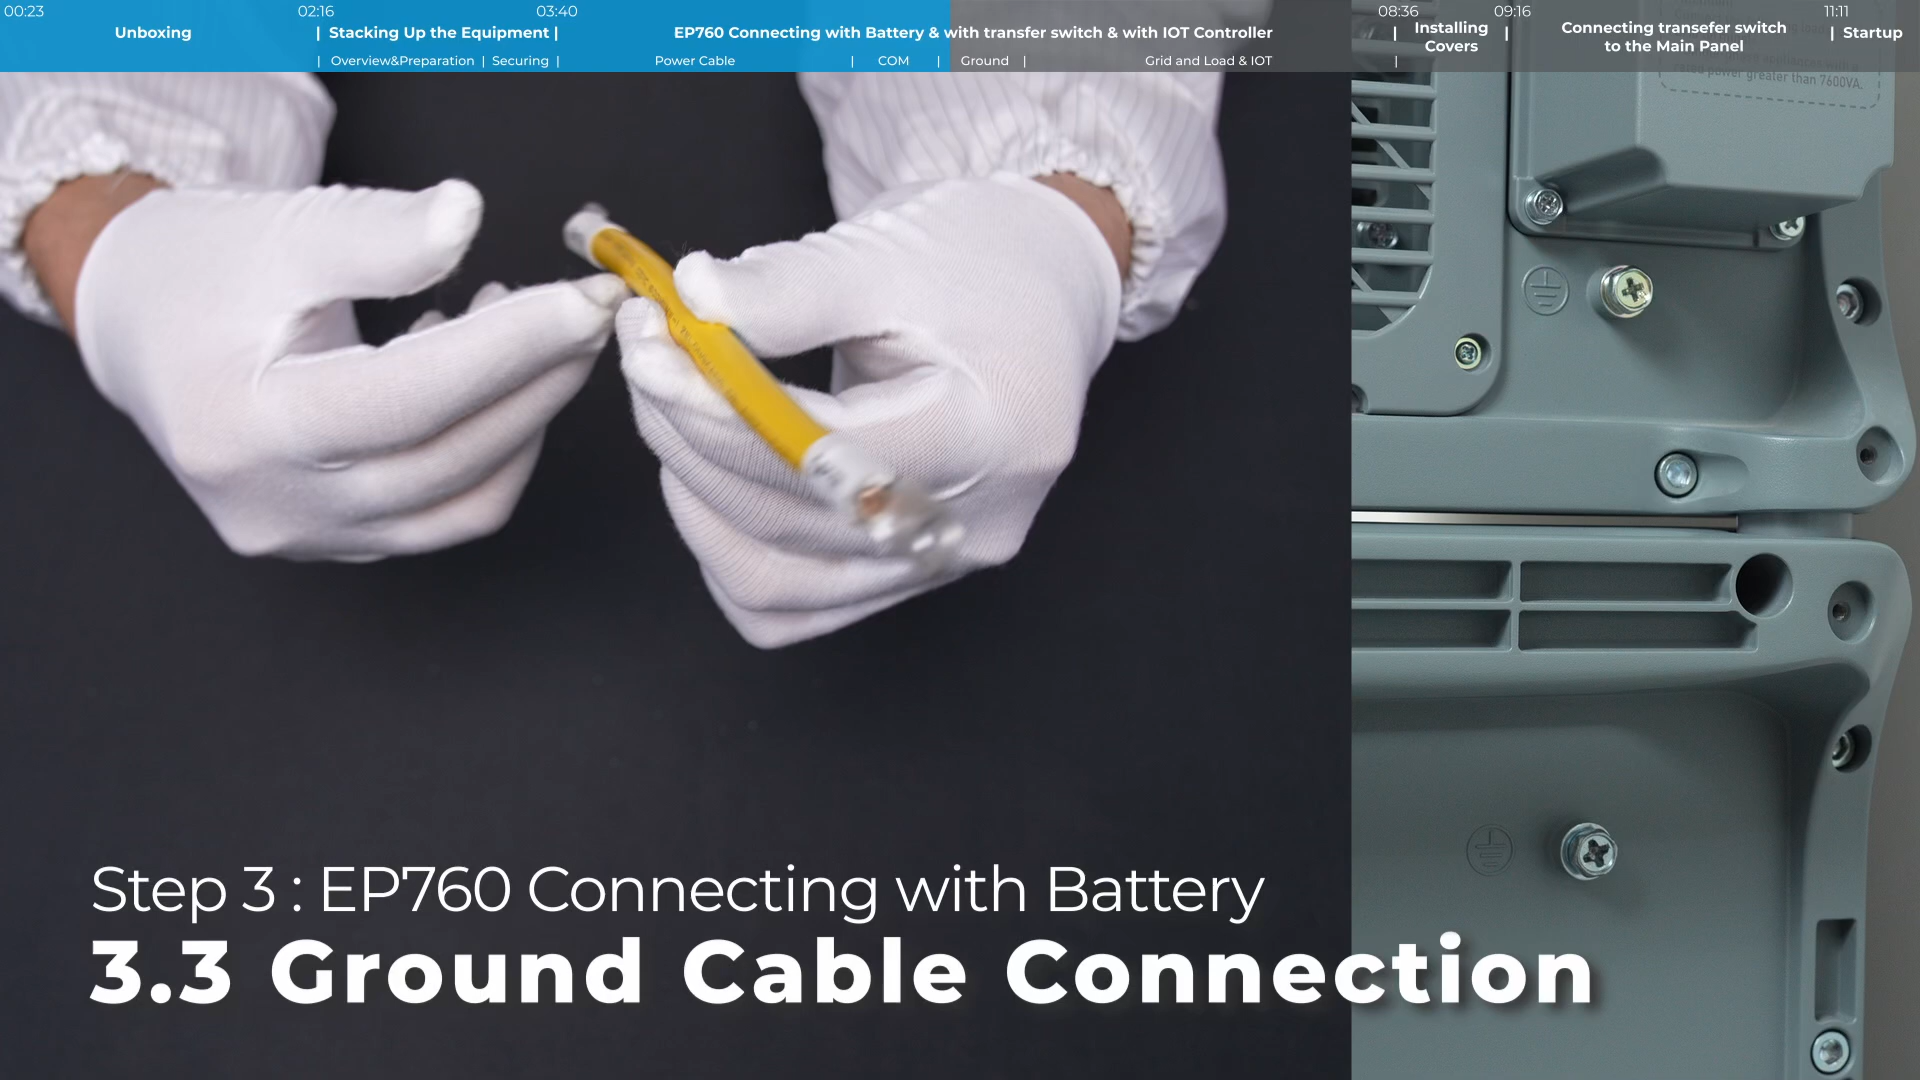 00:23 02:16 03:40 08:36 09:16 11:11
Unboxing | Stacking Up the Equipment | EP760 Connecting with Battery & with transfer switch & with IOT Controller | Installing Covers | Connecting transefer switch to the Main Panel | Startup
| Overview&Preparation | Securing | Power Cable | COM | Ground | Grid and Load & IOT |
rated power greater than 7600VA.
Step 3 : EP760 Connecting with Battery
3.3 Ground Cable Connection